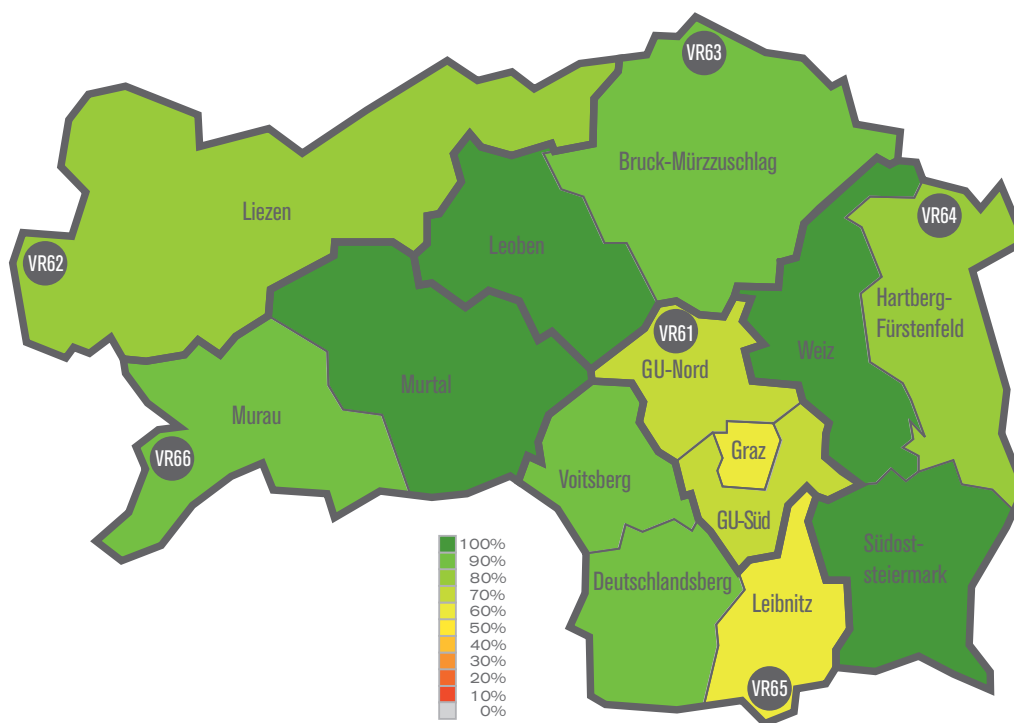 VR63
Bruck-Mürzzuschlag
Liezen
VR64
Leoben
VR62
Hartberg-
Fürstenfeld
VR61
GU-Nord
Weiz
Murtal
Murau
VR66
Graz
Voitsberg
GU-Süd
Südost-
steiermark
Deutschlandsberg
Leibnitz
VR65
100%
90%
80%
70%
60%
50%
40%
30%
20%
10%
0%